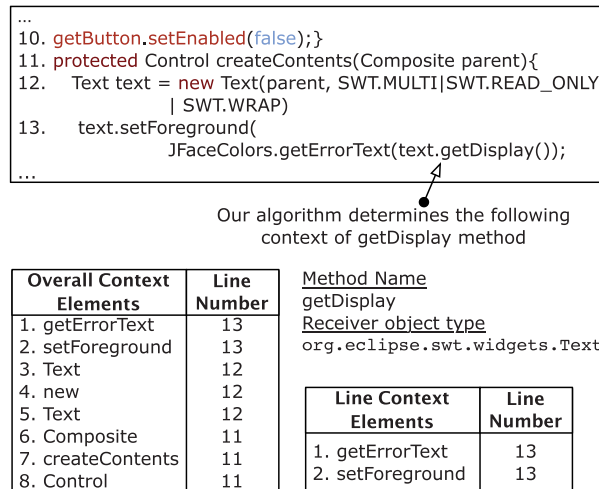 ...
10. getButton.setEnabled(false);}
11. protected Control createContents(Composite parent){
12. Text text = new Text(parent, SWT.MULTI|SWT.READ_ONLY
| SWT.WRAP)
13. text.setForeground(
JFaceColors.getErrorText(text.getDisplay());
...
Our algorithm determines the following
context of getDisplay method
Overall Context Elements Line Number
1. getErrorText 13
2. setForeground 13
3. Text 12
4. new 12
5. Text 12
6. Composite 11
7. createContents 11
8. Control 11
Method Name
getDisplay
Receiver object type
org.eclipse.swt.widgets.Text
Line Context Elements Line Number
1. getErrorText 13
2. setForeground 13